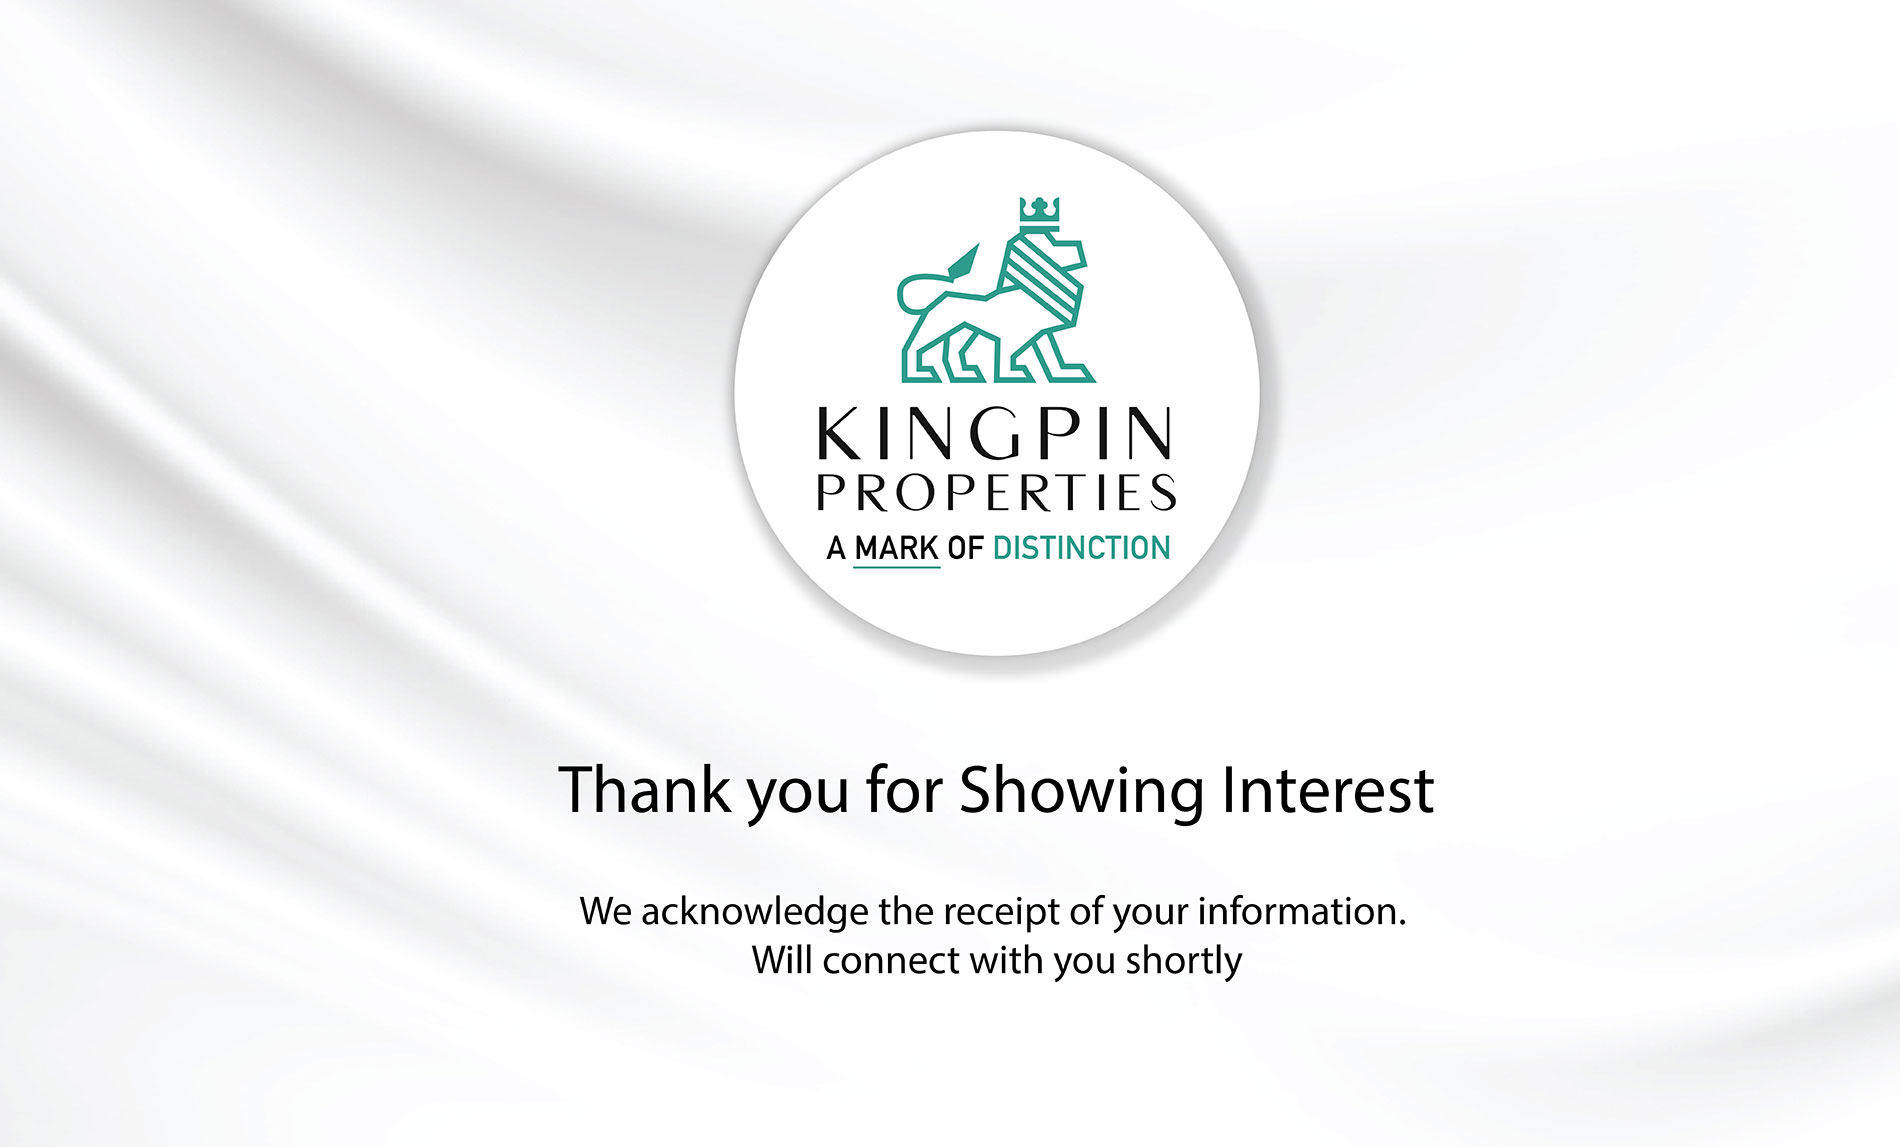 KINGPIN
PROPERTIES
A MARK OF DISTINCTION
Thank you for Showing Interest
We acknowledge the receipt of your information.
Will connect with you shortly